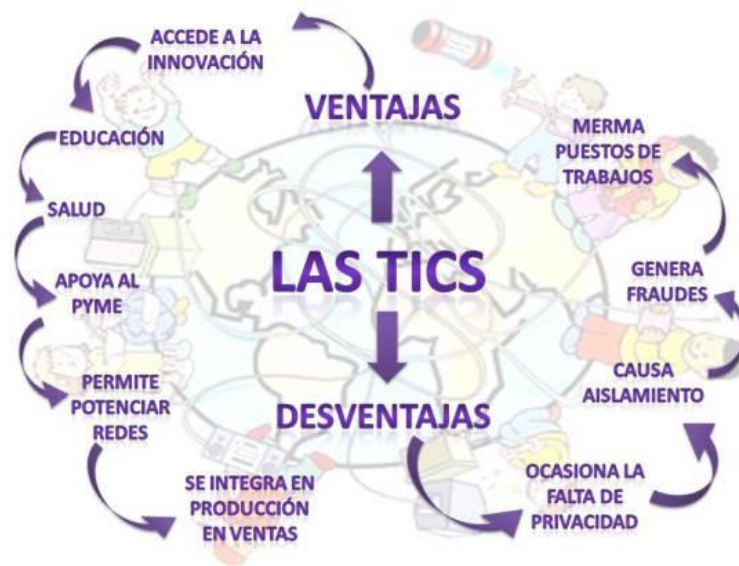 LAS TICS
VENTAJAS
ACCEDE A LA
INNOVACIÓN
EDUCACIÓN
SALUD
APOYA AL
PYME
PERMITE
POTENCIAR
REDES
SE INTEGRA EN
PRODUCCIÓN
EN VENTAS
DESVENTAJAS
OCASIONA LA
FALTA DE
PRIVACIDAD
CAUSA
AISLAMIENTO
GENERA
FRAUDES
MERMA
PUESTOS DE
TRABAJOS